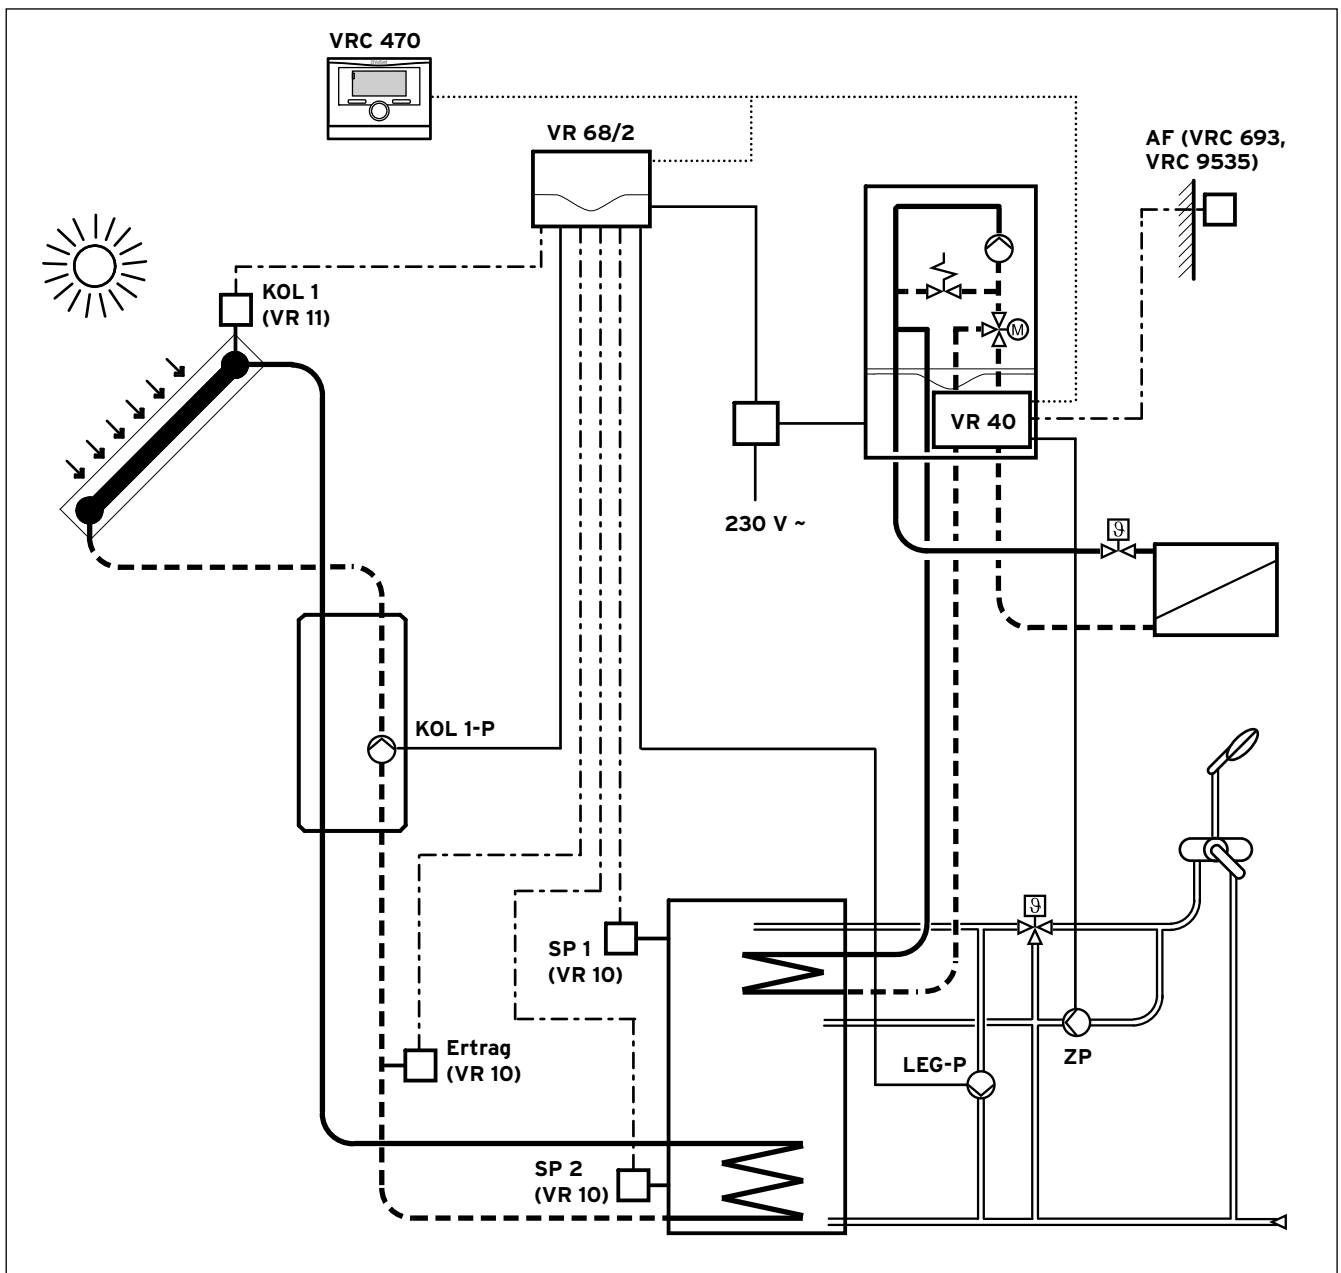 VRC 470
VR 68/2
AF (VRC 693,
VRC 9535)
KOL 1
(VR 11)
M
VR 40
230 V ~
ϑ
KOL 1-P
ϑ
SP 1
(VR 10)
Ertrag
(VR 10)
LEG-P
ZP
SP 2
(VR 10)